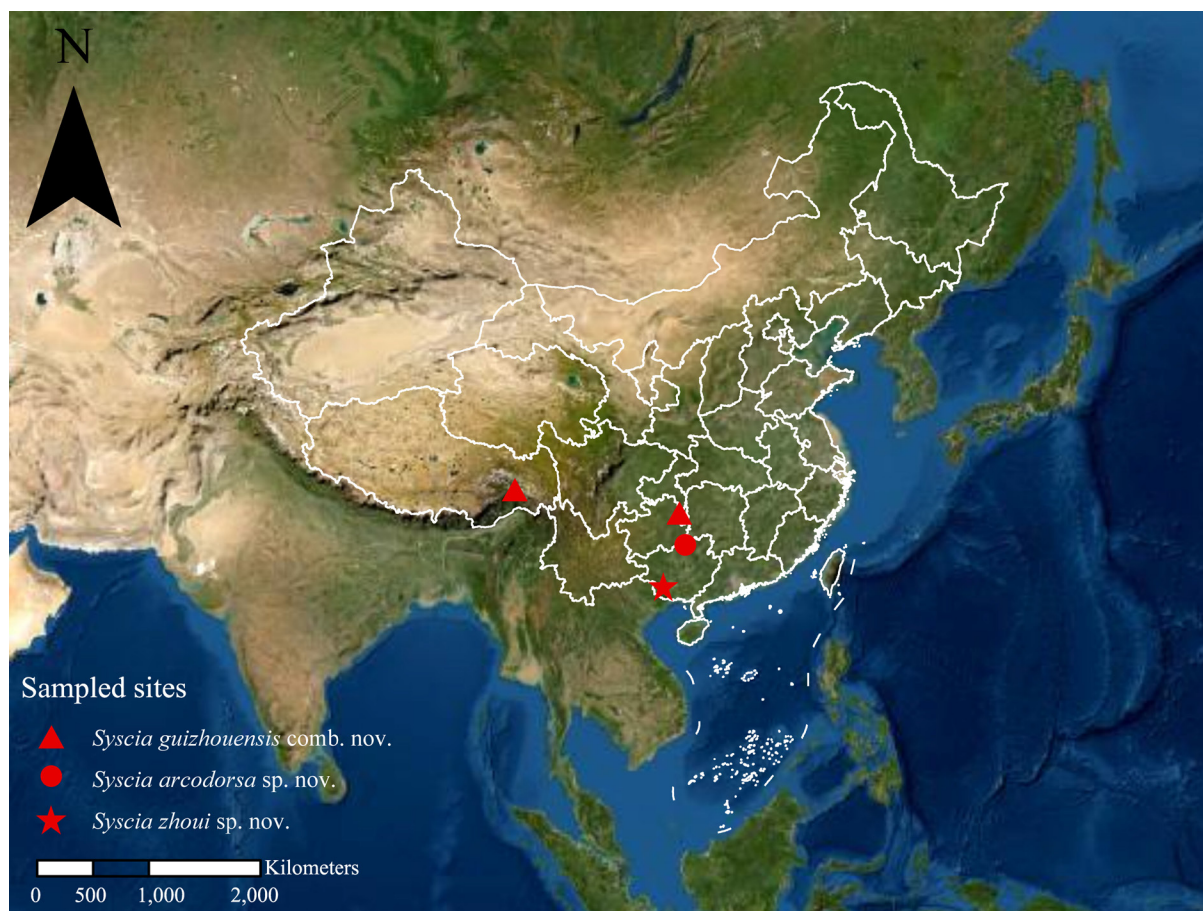 N
Sampled sites
Syscia guizhouensis comb. nov.
Syscia arcodorsa sp. nov.
Syscia zhoui sp. nov.
Kilometers
0 500 1,000 2,000